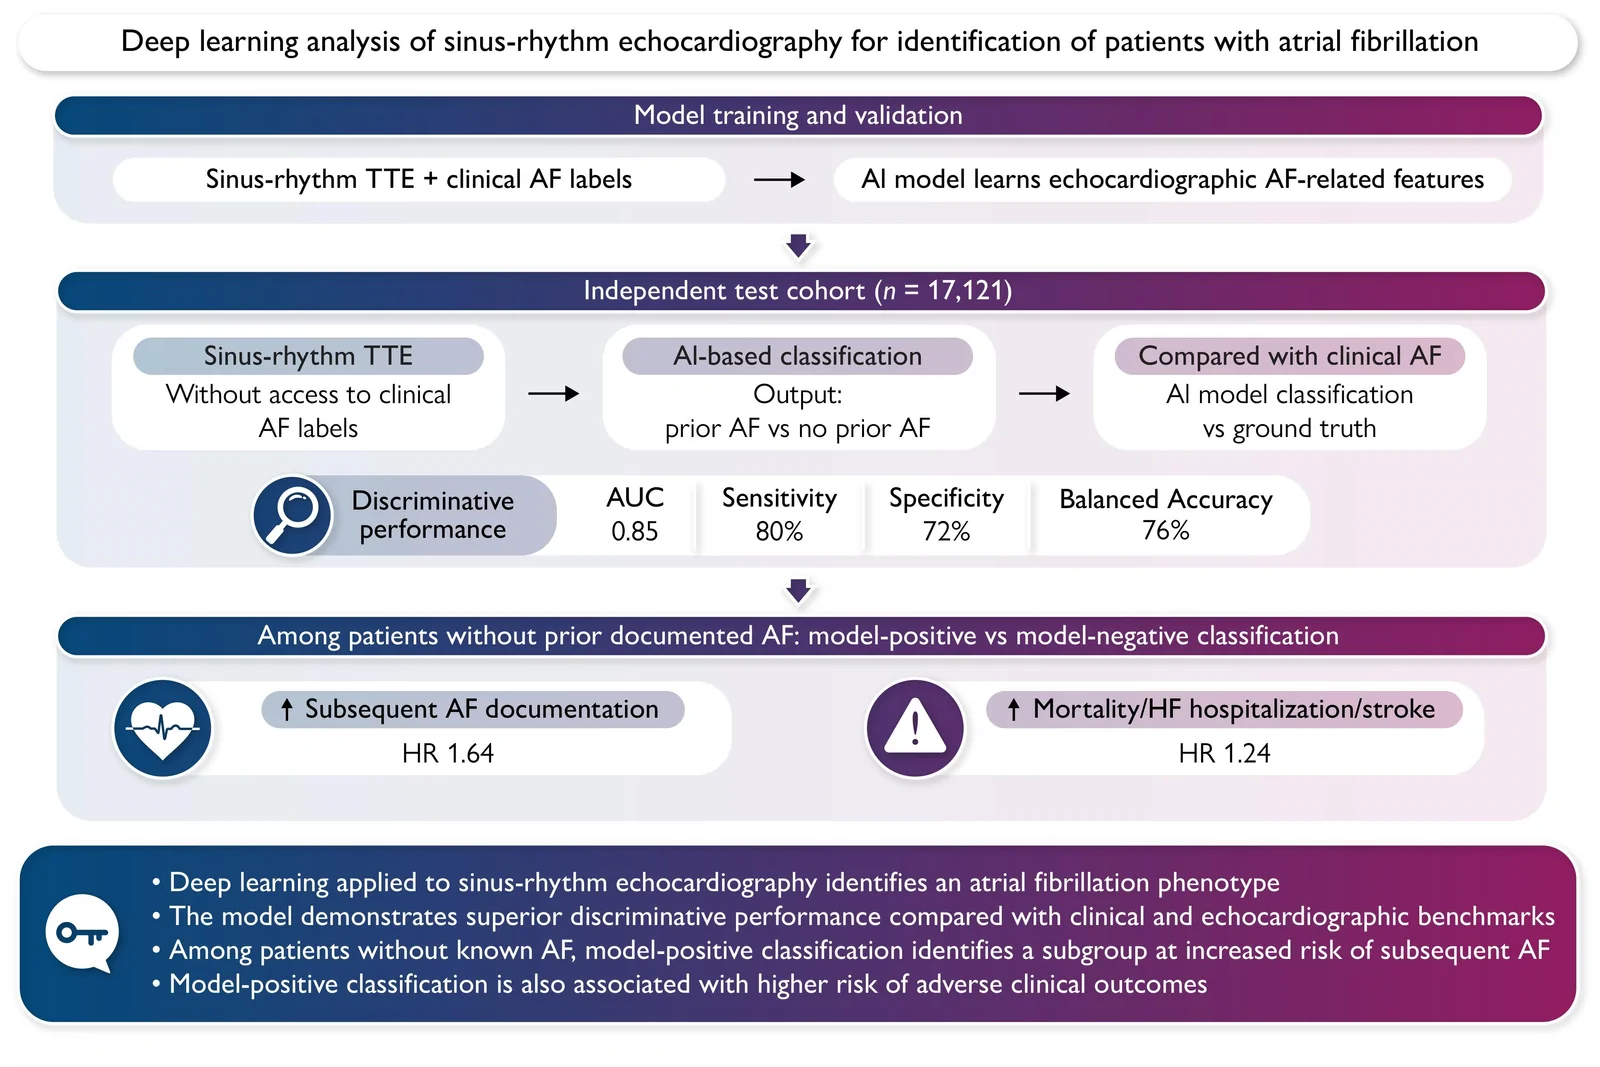 Deep learning analysis of sinus-rhythm echocardiography for identification of patients with atrial fibrillation
Model training and validation
Sinus-rhythm TTE + clinical AF labels
AI model learns echocardiographic AF-related features
Independent test cohort (n = 17,121)
Sinus-rhythm TTE
Without access to clinical
AF labels
AI-based classification
Output:
prior AF vs no prior AF
Compared with clinical AF
AI model classification
vs ground truth
Discriminative
performance
AUC
0.85
Sensitivity
80%
Specificity
72%
Balanced Accuracy
76%
Among patients without prior documented AF: model-positive vs model-negative classification
↑ Subsequent AF documentation
HR 1.64
↑ Mortality/HF hospitalization/stroke
HR 1.24
• Deep learning applied to sinus-rhythm echocardiography identifies an atrial fibrillation phenotype
• The model demonstrates superior discriminative performance compared with clinical and echocardiographic benchmarks
• Among patients without known AF, model-positive classification identifies a subgroup at increased risk of subsequent AF
• Model-positive classification is also associated with higher risk of adverse clinical outcomes